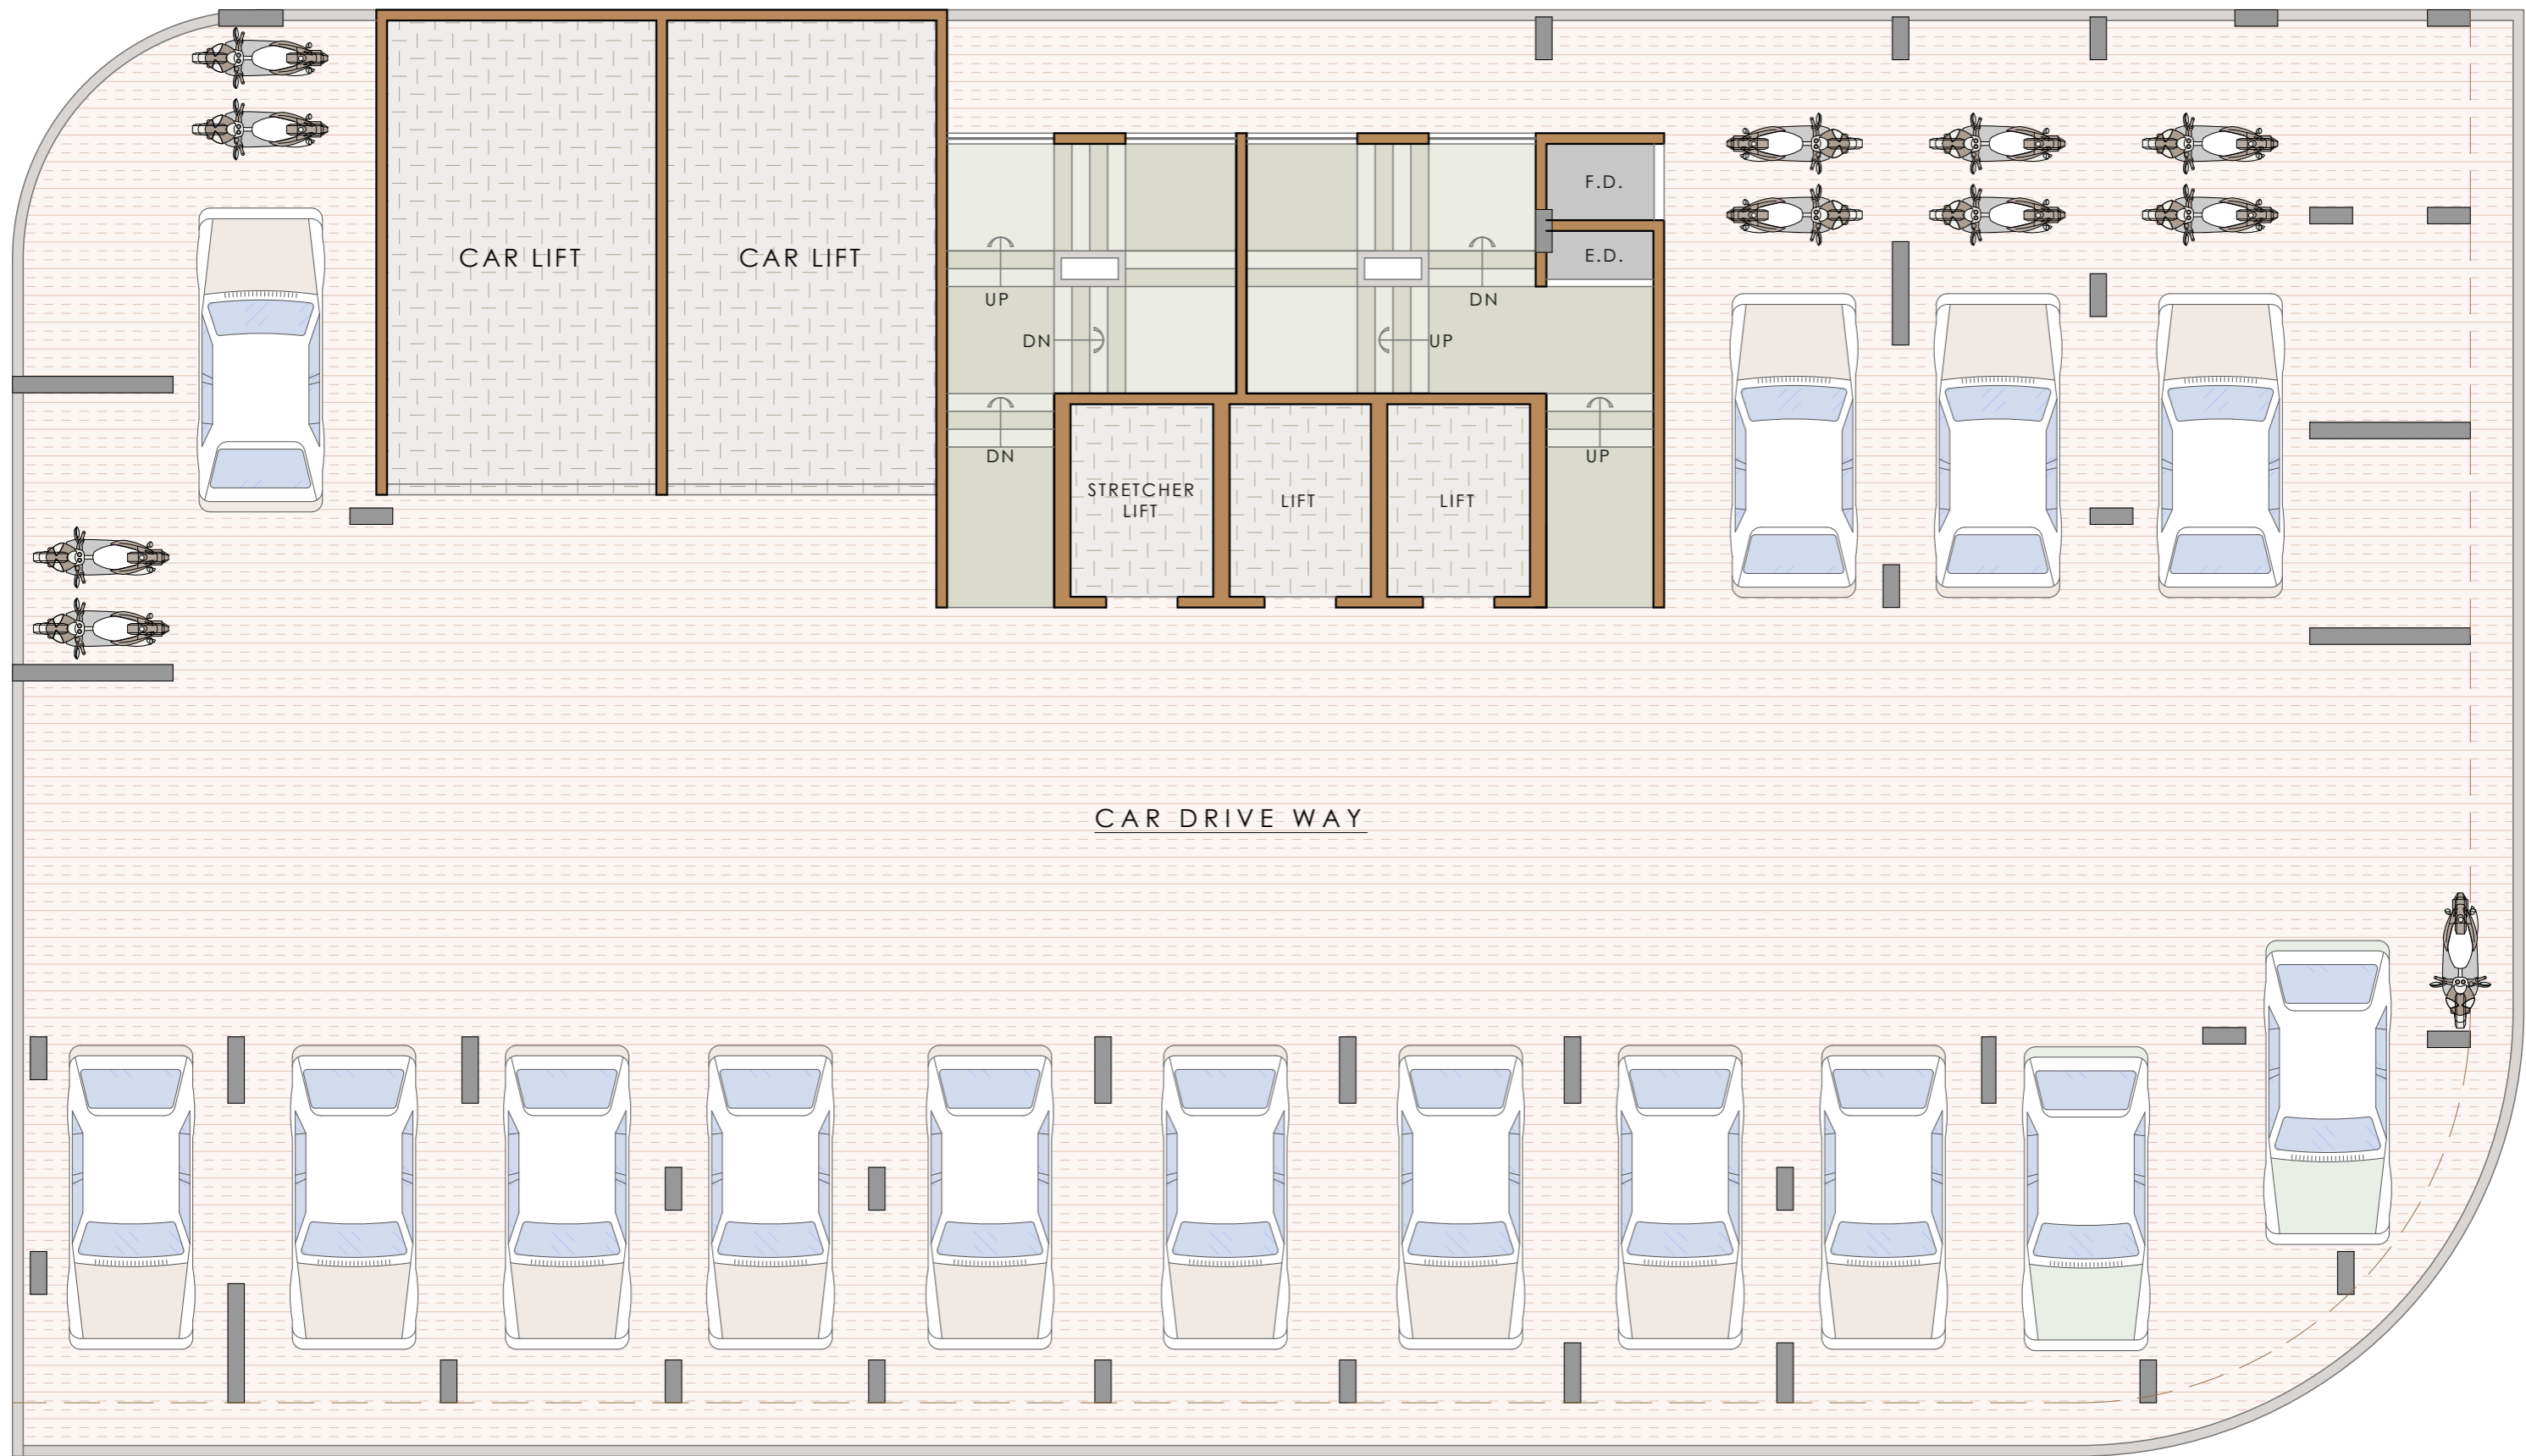 CAR LIFT
CAR LIFT
F.D.
E.D.
UP
DN
DN
UP
DN
UP
STRETCHER
LIFT
LIFT
LIFT
CAR DRIVE WAY